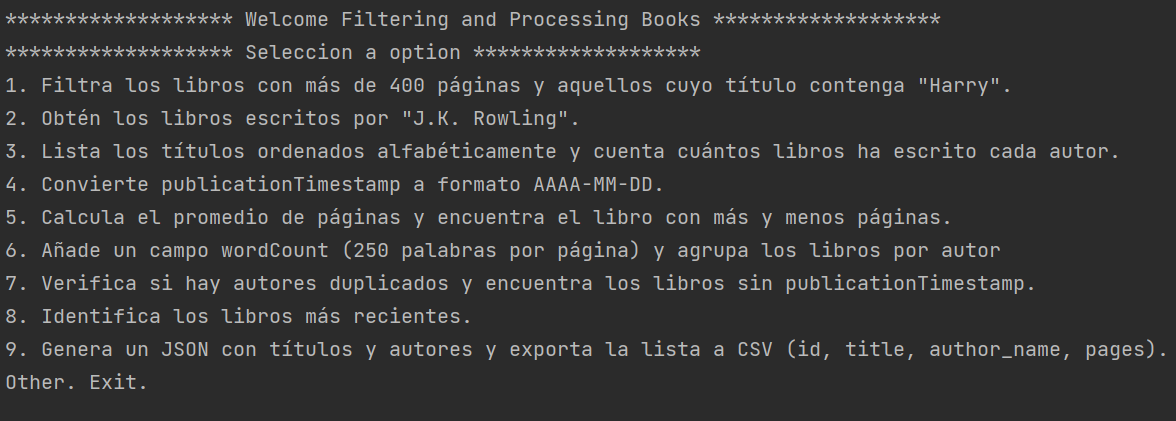 ******************* Welcome Filtering and Processing Books *******************
******************* Seleccion a option *******************
1. Filtra los libros con más de 400 páginas y aquellos cuyo título contenga "Harry".
2. Obtén los libros escritos por "J.K. Rowling".
3. Lista los títulos ordenados alfabéticamente y cuenta cuántos libros ha escrito cada autor.
4. Convierte publicationTimestamp a formato AAAA-MM-DD.
5. Calcula el promedio de páginas y encuentra el libro con más y menos páginas.
6. Añade un campo wordCount (250 palabras por página) y agrupa los libros por autor
7. Verifica si hay autores duplicados y encuentra los libros sin publicationTimestamp.
8. Identifica los libros más recientes.
9. Genera un JSON con títulos y autores y exporta la lista a CSV (id, title, author_name, pages).
Other. Exit.